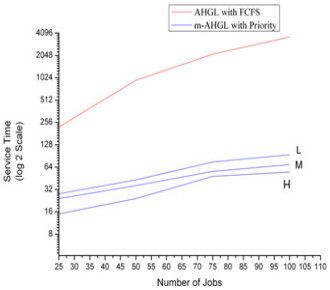 AHGL with FCFS
m-AHGL with Priority
4096
2048
1024
512
256
128
64
32
16
8
Service Time
(log 2 Scale)
L
M
H
25 30 35 40 45 50 55 60 65 70 75 80 85 90 95 100 105 110
Number of Jobs